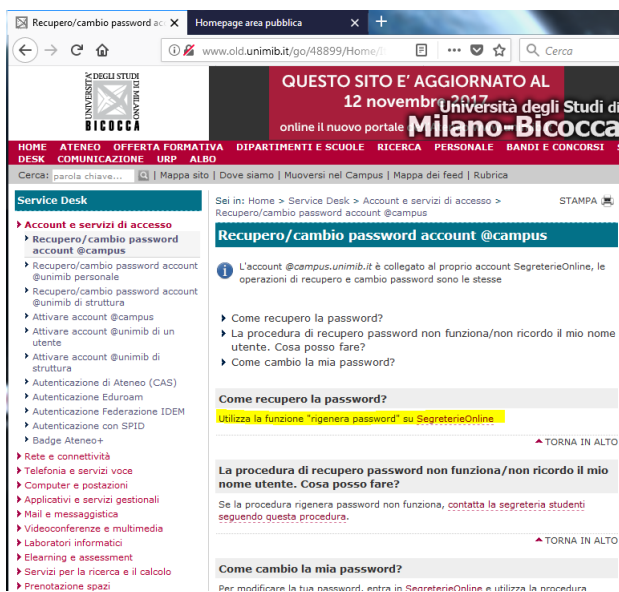 Recupero/cambio password ac
Homepage area pubblica
www.old.unimib.it/go/48899/Home/I
Cerca
UNIVERSITÀ
DEGLI STUDI
DI MILANO
BICOCCA
QUESTO SITO E' AGGIORNATO AL
12 novembre 2017
Università degli Studi di
online il nuovo portale
Milano-Bicocca
HOME ATENEO OFFERTA FORMATIVA DIPARTIMENTI E SCUOLE RICERCA PERSONALE BANDI E CONCORSI S
DESK COMUNICAZIONE URP ALBO
Cerca: parola chiave... | Mappa sito | Dove siamo | Muoversi nel Campus | Mappa dei feed | Rubrica
Service Desk
Account e servizi di accesso
Recupero/cambio password
account @campus
Recupero/cambio password account
@unimib personale
Recupero/cambio password account
@unimib di struttura
Attivare account @campus
Attivare account @unimib di un
utente
Attivare account @unimib di
struttura
Autenticazione di Ateneo (CAS)
Autenticazione Eduroam
Autenticazione Federazione IDEM
Autenticazione con SPID
Badge Ateneo+
Rete e connettività
Telefonia e servizi voce
Computer e postazioni
Applicativi e servizi gestionali
Mail e messaggistica
Videoconferenze e multimedia
Laboratori informatici
Elearning e assessment
Servizi per la ricerca e il calcolo
Prenotazione spazi
Sei in: Home > Service Desk > Account e servizi di accesso >
Recupero/cambio password account @campus
STAMPA
Recupero/cambio password account @campus
L'account @campus.unimib.it è collegato al proprio account SegreterieOnline, le
operazioni di recupero e cambio password sono le stesse
Come recupero la password?
La procedura di recupero password non funziona/non ricordo il mio nome
utente. Cosa posso fare?
Come cambio la mia password?
Come recupero la password?
Utilizza la funzione "rigenera password" su SegreterieOnline
TORNA IN ALTO
La procedura di recupero password non funziona/non ricordo il mio
nome utente. Cosa posso fare?
Se la procedura rigenera password non funziona, contatta la segreteria studenti
seguendo questa procedura.
TORNA IN ALTO
Come cambio la mia password?
Per modificare la tua password, entra in SegreterieOnline e utilizza la procedura